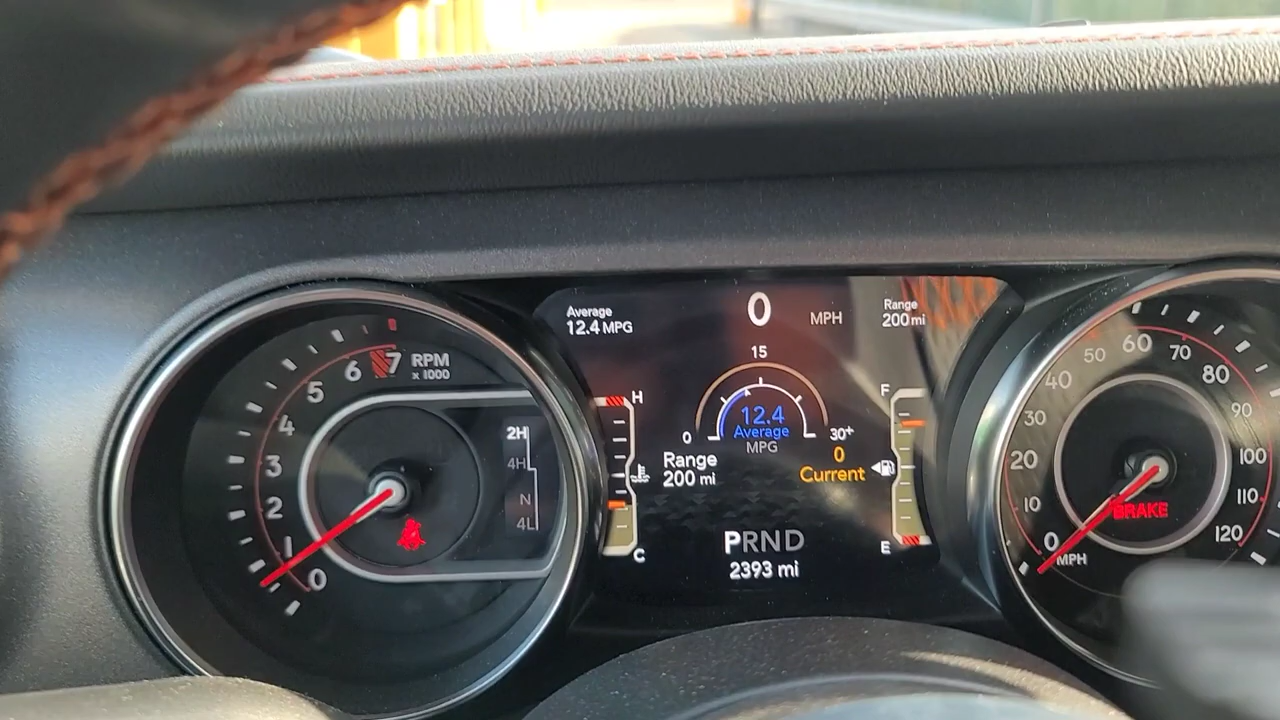 7 RPM
x 1000
6
5
4
3
2
1
0
2H
4H
N
4L
Average
12.4 MPG
0 MPH
Range
200 mi
15
12.4
Average
MPG
0
30+
0
Current
Range
200 mi
H
C
F
E
PRND
2393 mi
0
10
20
30
40
50
60
70
80
90
100
110
120
MPH
BRAKE